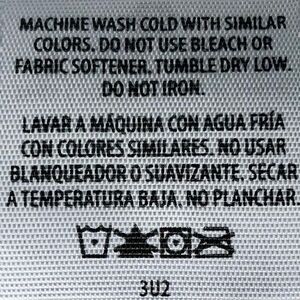 MACHINE WASH COLD WITH SIMILAR
COLORS. DO NOT USE BLEACH OR
FABRIC SOFTENER. TUMBLE DRY LOW.
DO NOT IRON.
LAVAR A MÁQUINA CON AGUA FRÍA
CON COLORES SIMILARES. NO USAR
BLANQUEADOR O SUAVIZANTE. SECAR
A TEMPERATURA BAJA. NO PLANCHAR.
3U2